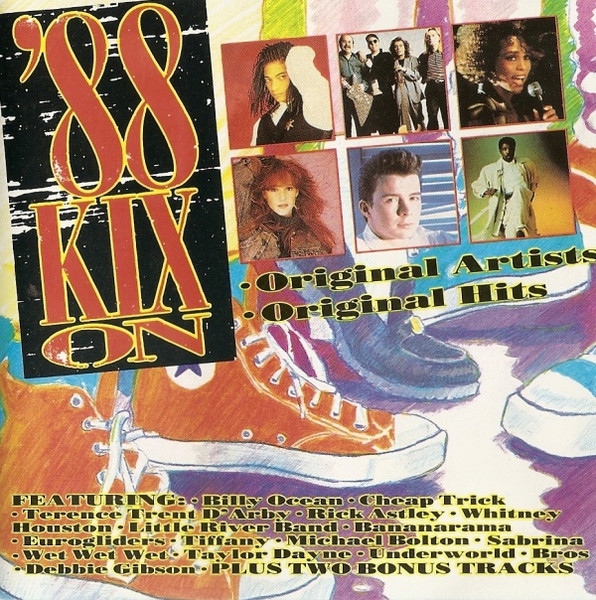 '88
KIX
ON
· Original Artists
· Original Hits
FEATURING: · Billy Ocean · Cheap Trick
· Terence Trent D'Arby · Rick Astley · Whitney
Houston · Little River Band · Bananarama
· Eurogliders · Tiffany · Michael Bolton · Sabrina
· Wet Wet Wet · Taylor Dayne · Underworld · Bros
· Debbie Gibson · PLUS TWO BONUS TRACKS